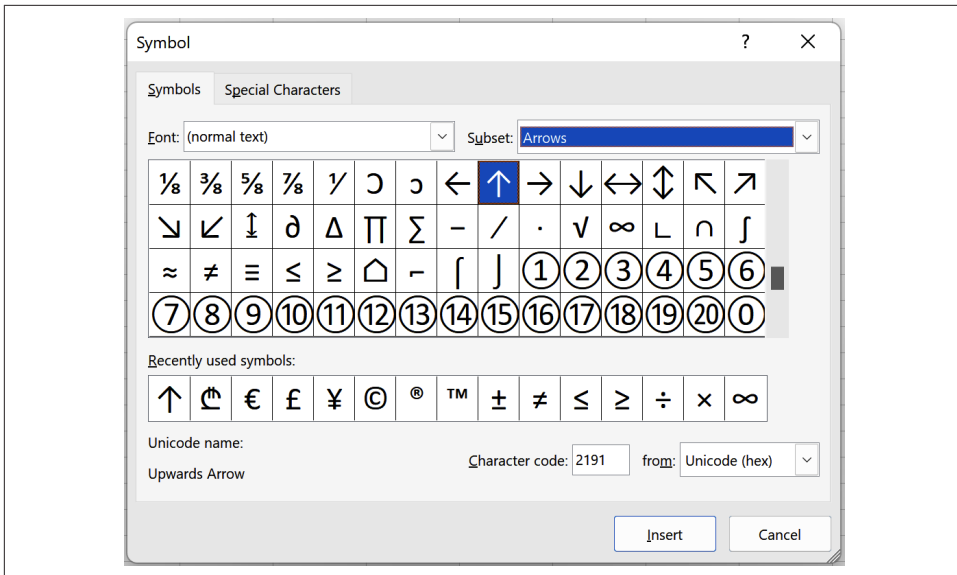 Symbol ? ×
Symbols Special Characters
Font: (normal text) Subset: Arrows
⅛ ⅜ ⅝ ⅞ ⅟ Ↄ ↄ ← ↑ → ↓ ↔ ↕ ↖ ↗
↘ ↙ ↨ ∂ ∆ ∏ ∑ − ∕ ∙ √ ∞ ∟ ∩ ∫
≈ ≠ ≡ ≤ ≥ ⌂ ⌐ ⌠ ⌡ ① ② ③ ④ ⑤ ⑥
⑦ ⑧ ⑨ ⑩ ⑪ ⑫ ⑬ ⑭ ⑮ ⑯ ⑰ ⑱ ⑲ ⑳ ⓪
Recently used symbols:
↑ ₾ € £ ¥ © ® ™ ± ≠ ≤ ≥ ÷ × ∞
Unicode name:
Upwards Arrow
Character code: 2191 from: Unicode (hex)
Insert Cancel